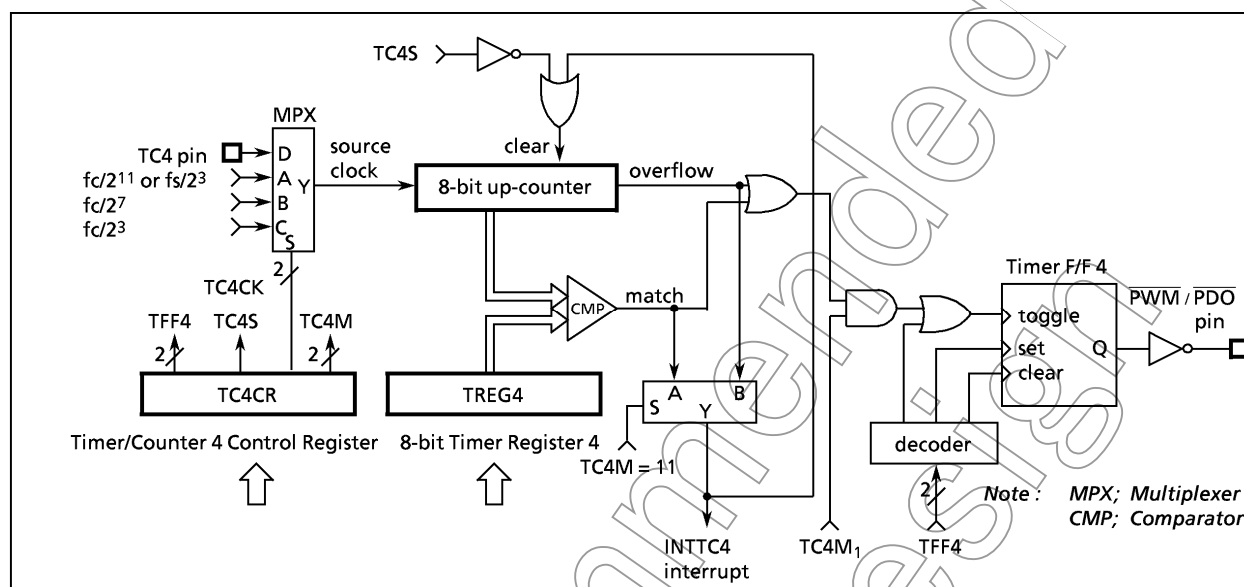 TC4S
MPX
TC4 pin
D
fc/2¹¹ or fs/2³
A
fc/2⁷
B
fc/2³
C
Y
S
source
clock
clear
8-bit up-counter
overflow
2
TC4CK
TFF4
TC4S
TC4M
2
2
CMP
match
TC4CR
TREG4
Timer/Counter 4 Control Register
8-bit Timer Register 4
S
A
Y
B
TC4M = 11
INTTC4
interrupt
TC4M₁
Timer F/F 4
toggle
set
clear
Q
P̅W̅M̅ / P̅D̅O̅
pin
decoder
2
TFF4
Note : MPX; Multiplexer
CMP; Comparator